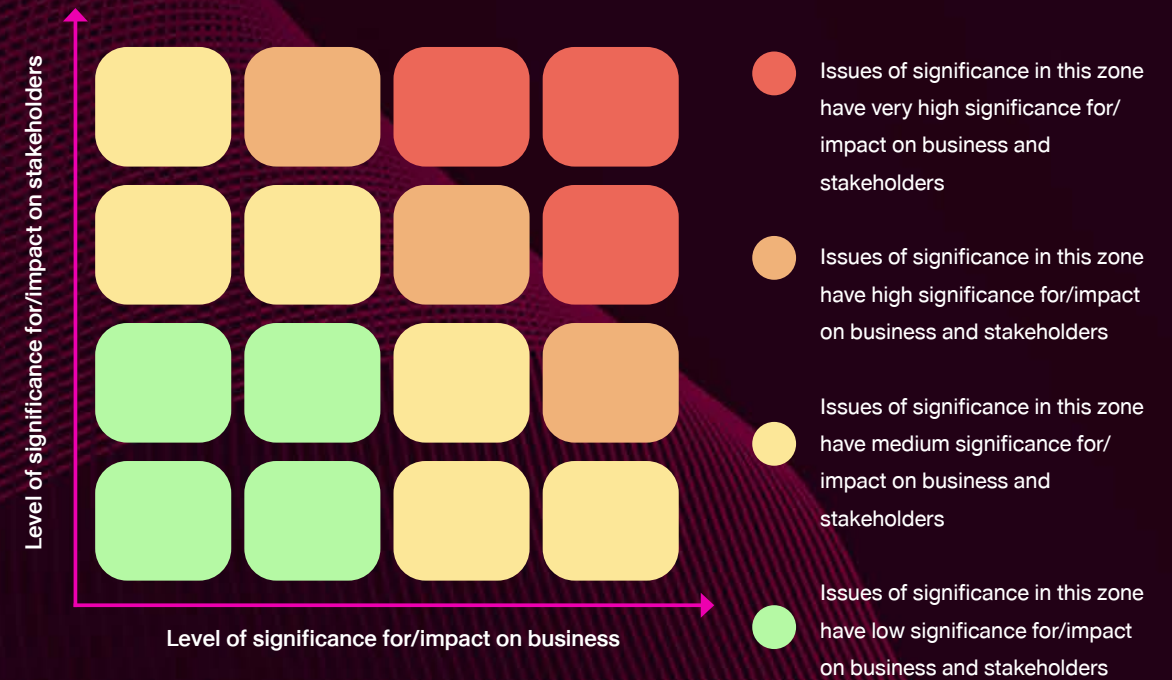 Level of significance for/impact on stakeholders
Level of significance for/impact on business
Issues of significance in this zone
have very high significance for/
impact on business and
stakeholders
Issues of significance in this zone
have high significance for/impact
on business and stakeholders
Issues of significance in this zone
have medium significance for/
impact on business and
stakeholders
Issues of significance in this zone
have low significance for/impact
on business and stakeholders